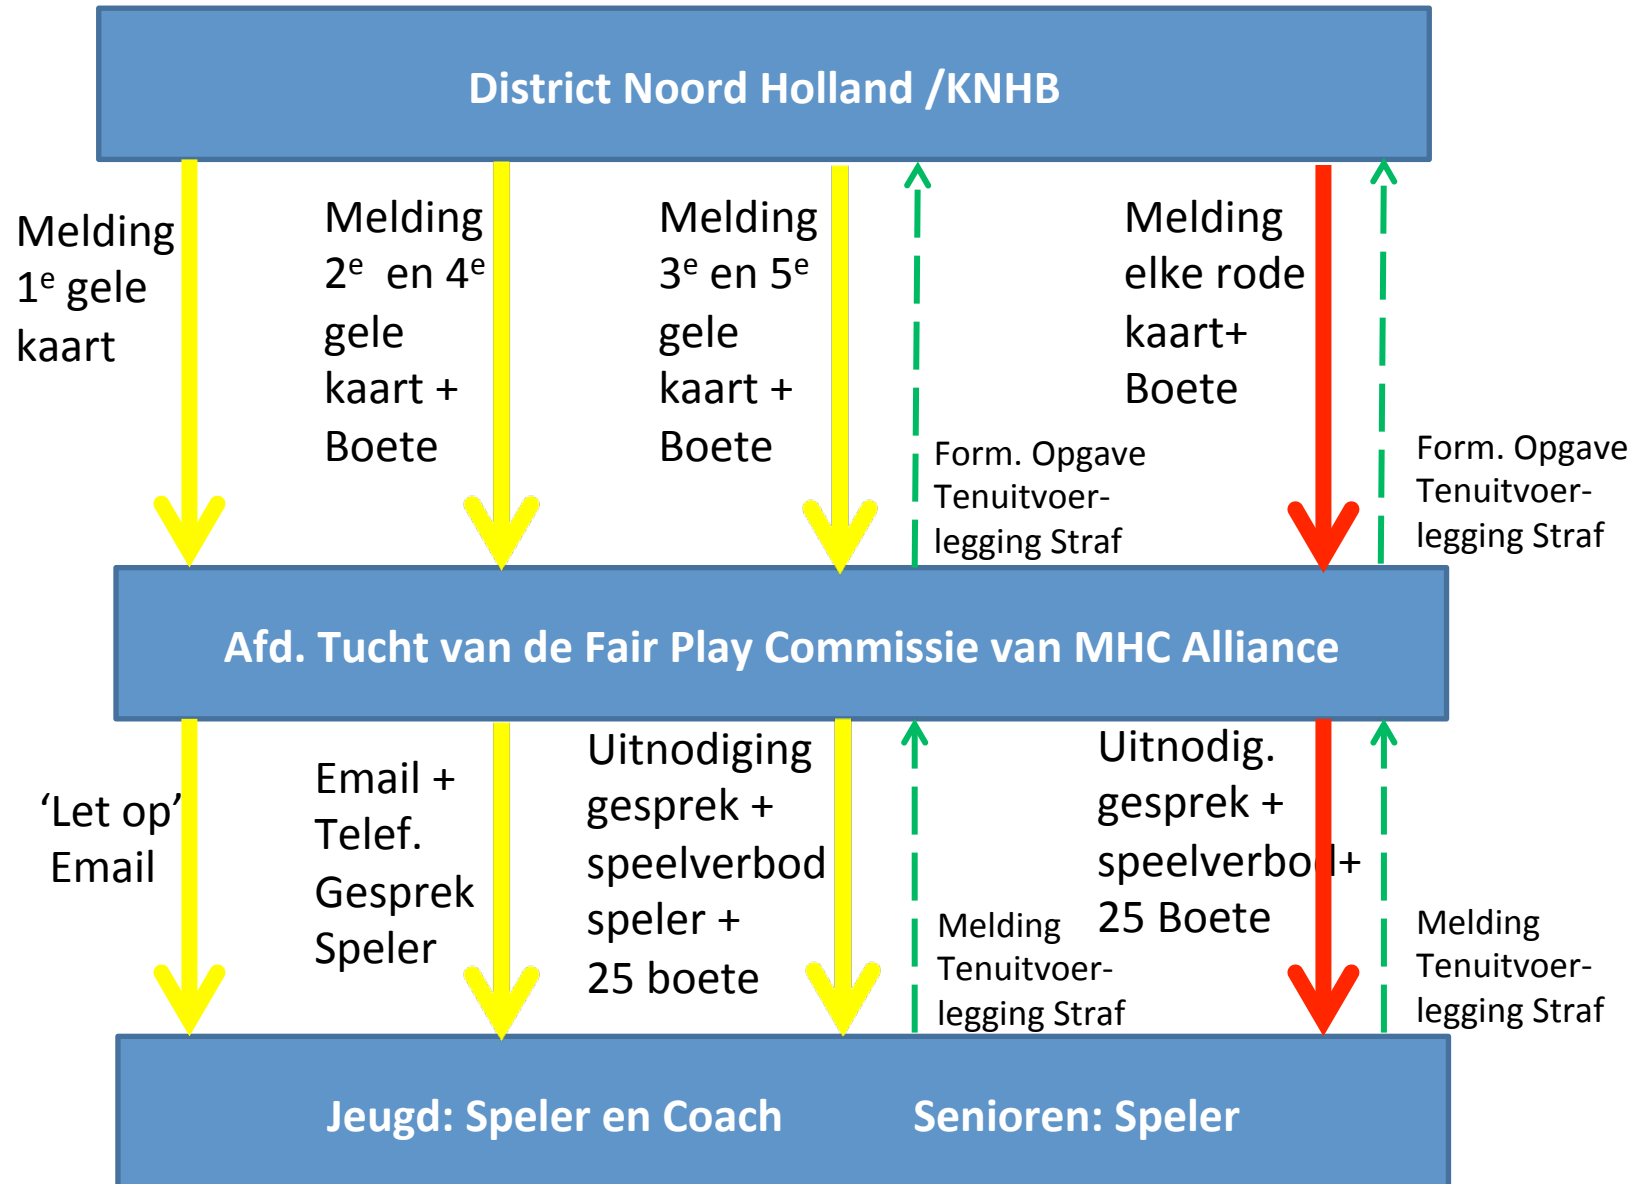 District Noord Holland /KNHB
Melding
1e gele
kaart
Melding
2e en 4e
gele
kaart +
Boete
Melding
3e en 5e
gele
kaart +
Boete
Form. Opgave
Tenuitvoer-
legging Straf
Melding
elke rode
kaart+
Boete
Form. Opgave
Tenuitvoer-
legging Straf
Afd. Tucht van de Fair Play Commissie van MHC Alliance
‘Let op’
Email
Email +
Telef.
Gesprek
Speler
Uitnodiging
gesprek +
speelverbod
speler +
25 boete
Melding
Tenuitvoer-
legging Straf
Uitnodig.
gesprek +
speelverbod+
25 Boete
Melding
Tenuitvoer-
legging Straf
Jeugd: Speler en Coach Senioren: Speler